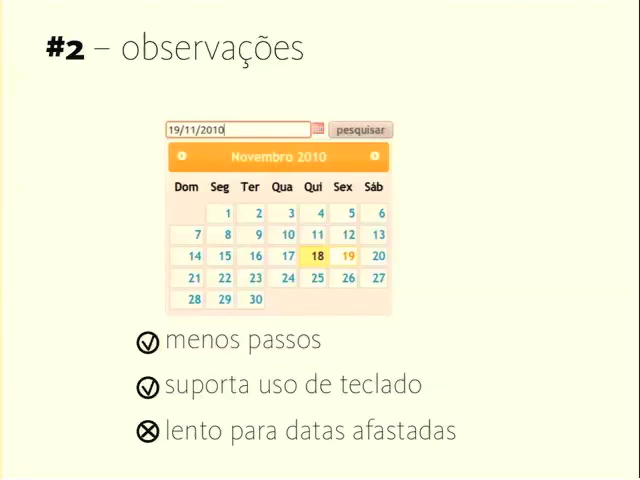 #2 – observações
19/11/2010 pesquisar
Novembro 2010
Dom Seg Ter Qua Qui Sex Sáb
1 2 3 4 5 6
7 8 9 10 11 12 13
14 15 16 17 18 19 20
21 22 23 24 25 26 27
28 29 30
menos passos
suporta uso de teclado
lento para datas afastadas